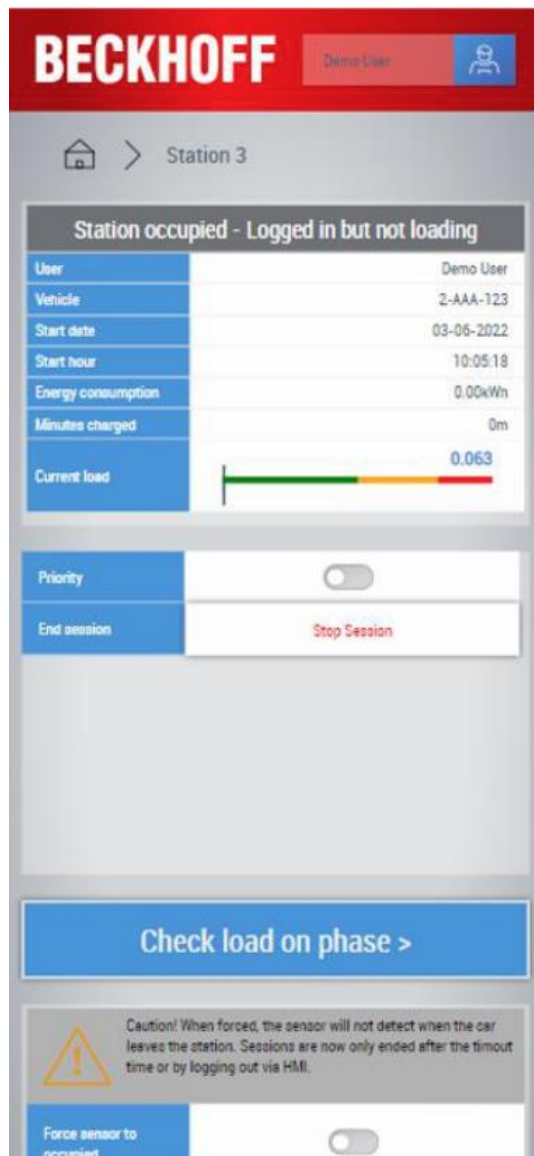 BECKHOFF
Demo User
Station 3
Station occupied - Logged in but not loading
User Demo User
Vehicle 2-AAA-123
Start date 03-06-2022
Start hour 10:05:18
Energy consumption 0.00kWh
Minutes charged 0m
Current load 0.063
Priority
End session Stop Session
Check load on phase >
Caution! When forced, the sensor will not detect when the car
leaves the station. Sessions are now only ended after the timout
time or by logging out via HMI.
Force sensor to
occupied